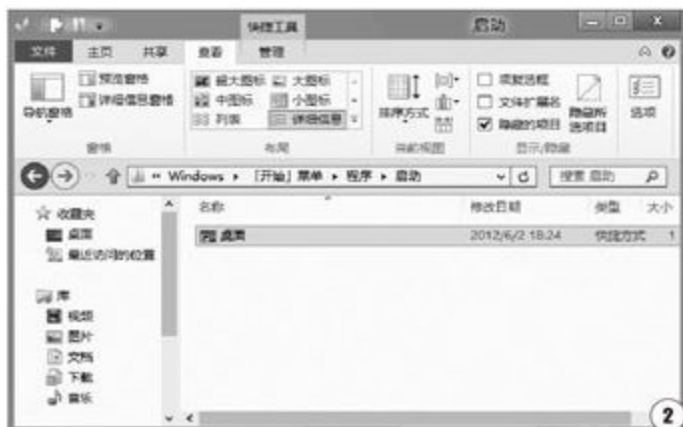 快捷工具 启动
文件 主页 共享 查看 管理
导航窗格 预览窗格 详细信息窗格
超大图标 大图标 中图标 小图标 列表 详细信息
排序方式
项复选框
文件扩展名
隐藏的项目
隐藏所选项目
选项
窗格 布局 当前视图 显示/隐藏
« Windows ▸ 「开始」菜单 ▸ 程序 ▸ 启动 搜索 启动
名称 修改日期 类型 大小
桌面 2012/6/2 18:24 快捷方式 1
收藏夹
桌面
最近访问的位置
库
视频
图片
文档
下载
音乐
2